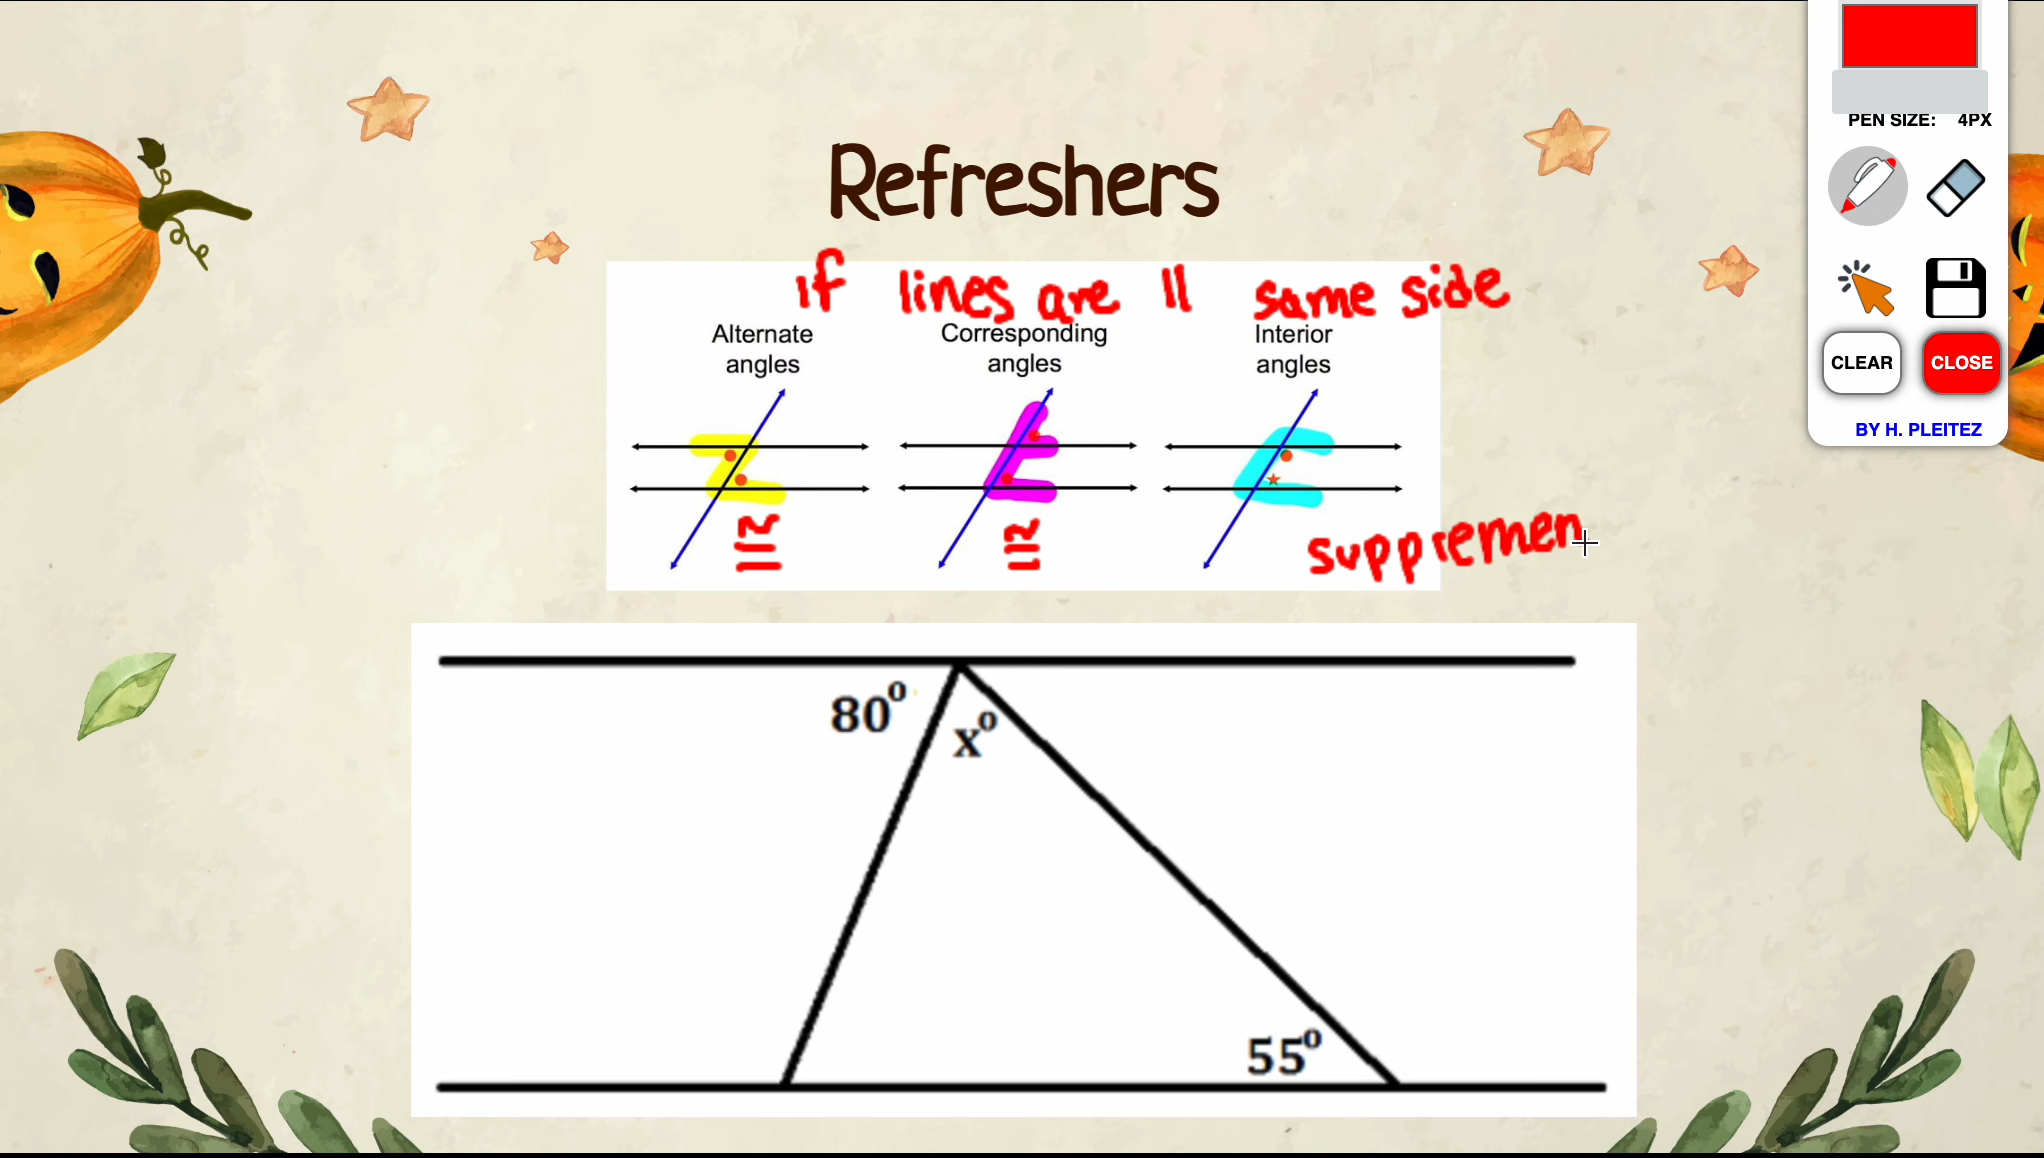 PEN SIZE: 4PX
CLEAR
CLOSE
BY H. PLEITEZ
Refreshers
if lines are || same side
Alternate angles
Corresponding angles
Interior angles
≅
≅
supplemen
80°
x°
55°